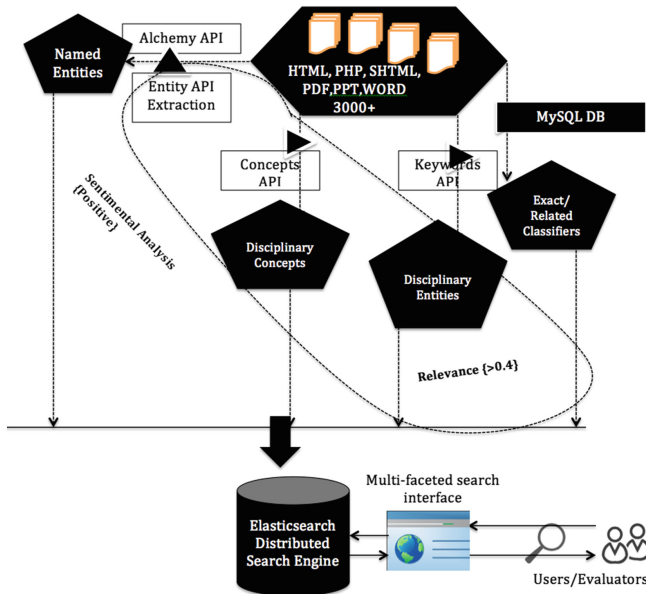 Alchemy API
Named
Entities
Entity API
Extraction
HTML, PHP, SHTML,
PDF,PPT,WORD
3000+
MySQL DB
Concepts
API
Keywords
API
Exact/
Related
Classifiers
Sentimental Analysis
{Positive}
Disciplinary
Concepts
Disciplinary
Entities
Relevance {>0.4}
Multi-faceted search
interface
Elasticsearch
Distributed
Search Engine
Users/Evaluators